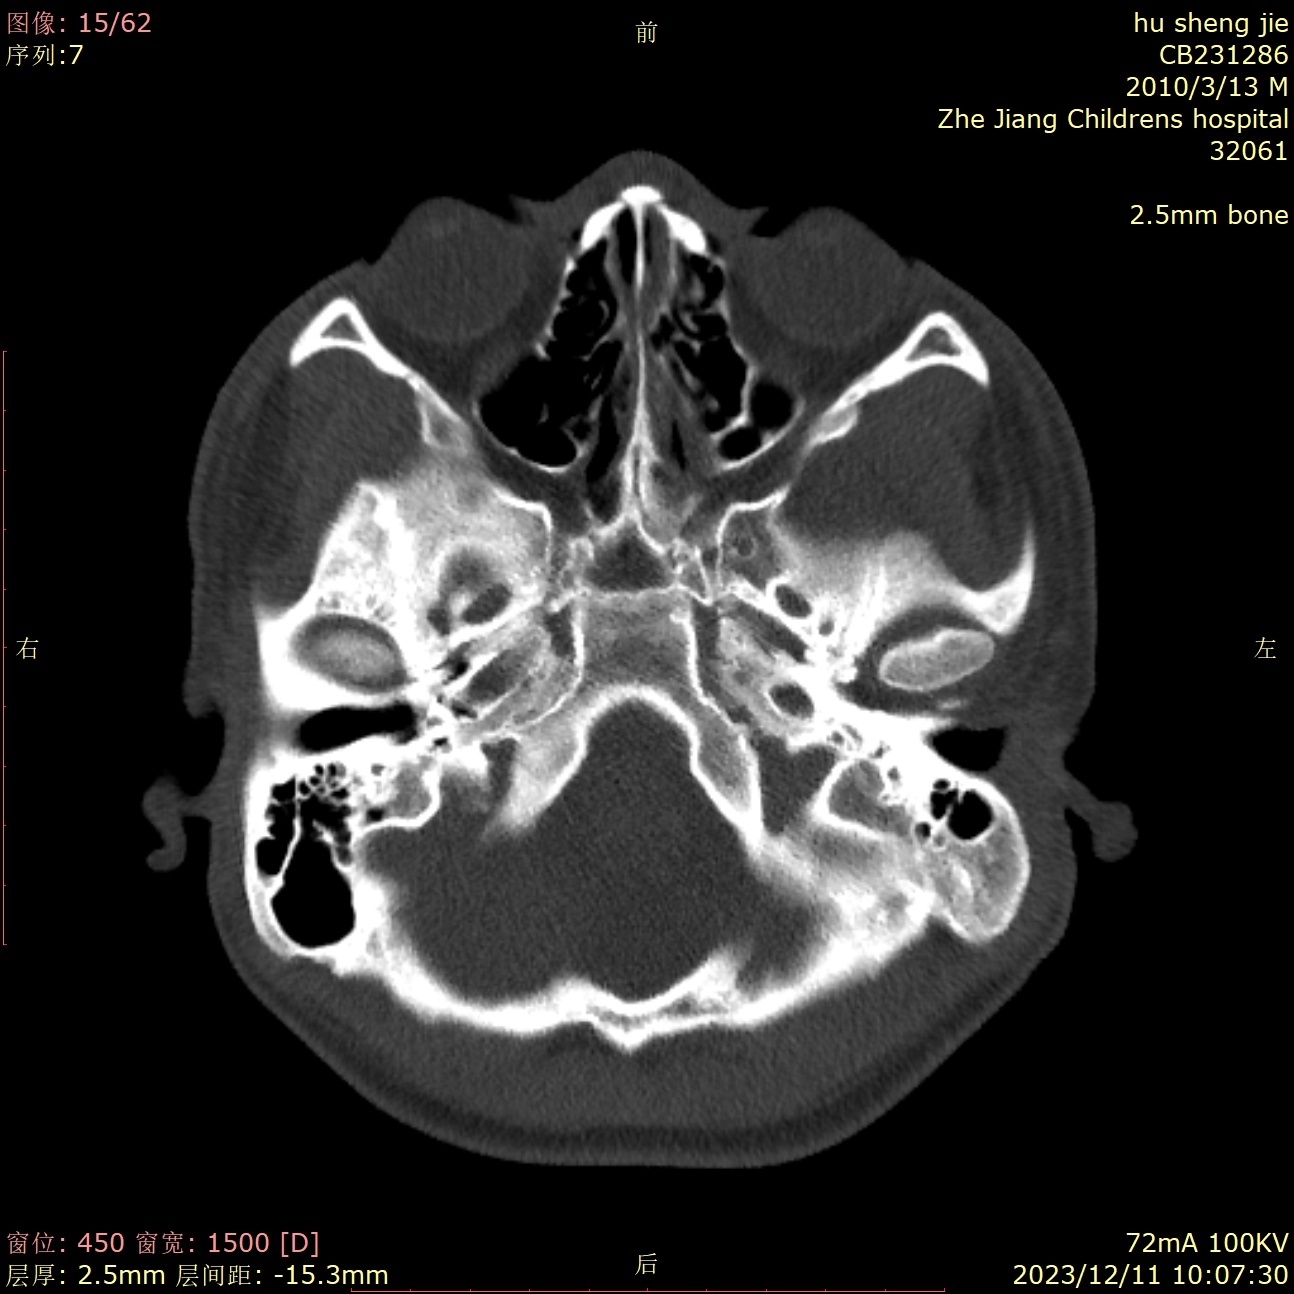 图像: 15/62
序列:7
前
hu sheng jie
CB231286
2010/3/13 M
Zhe Jiang Childrens hospital
32061
2.5mm bone
右
左
窗位: 450 窗宽: 1500 [D]
层厚: 2.5mm 层间距: -15.3mm
后
72mA 100KV
2023/12/11 10:07:30